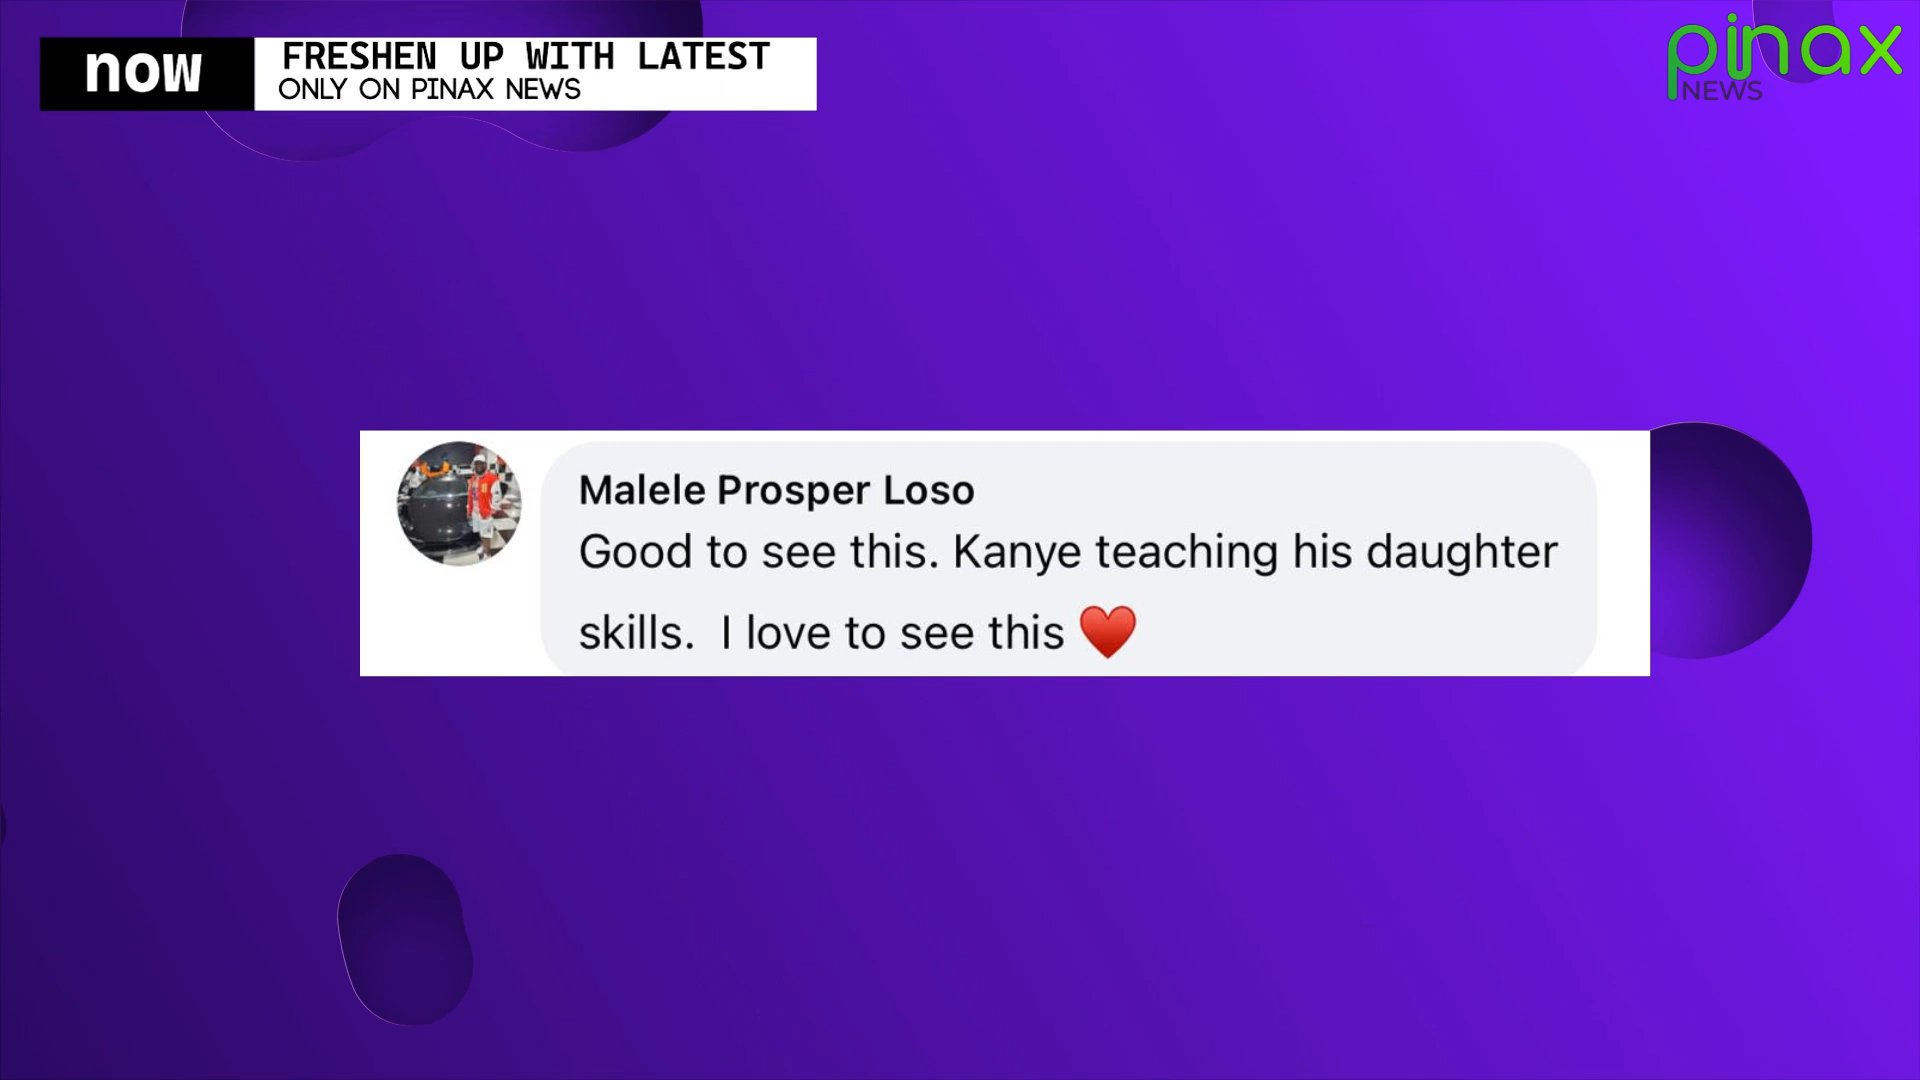 now
FRESHEN UP WITH LATEST
ONLY ON PINAX NEWS
pinax
NEWS
Malele Prosper Loso
Good to see this. Kanye teaching his daughter
skills. I love to see this ♥️